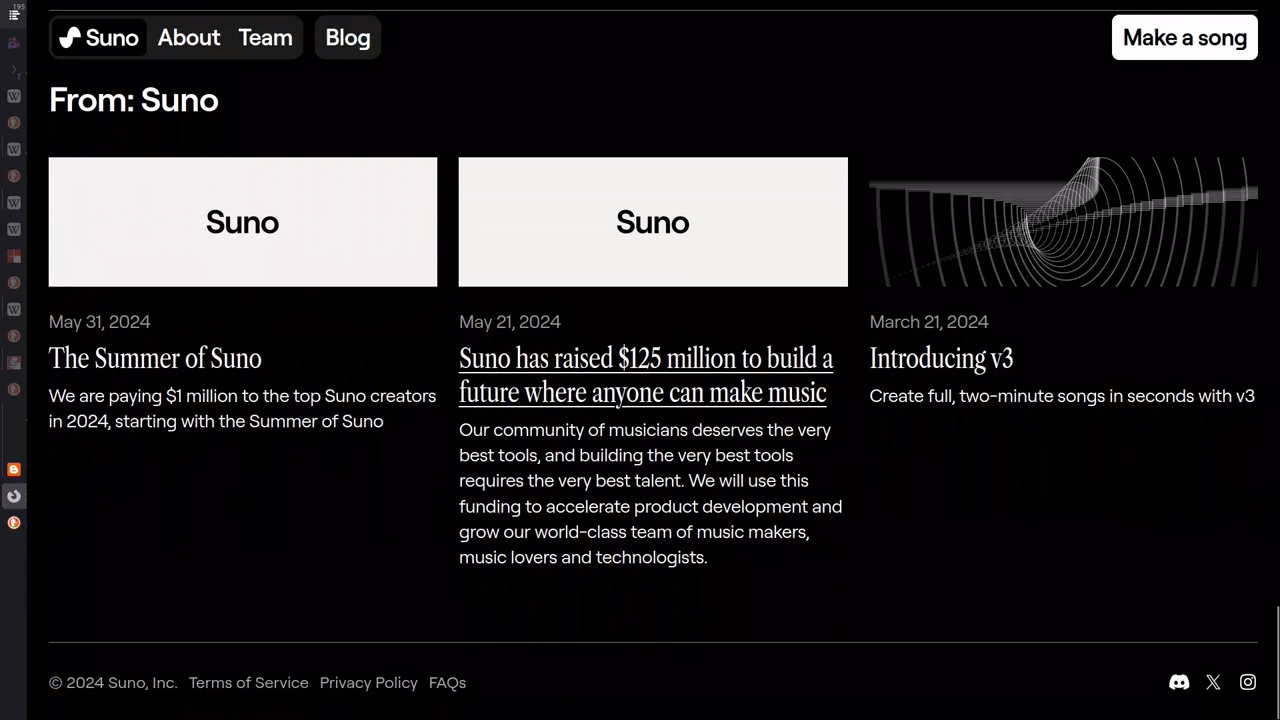 195
Suno About Team Blog Make a song
From: Suno
Suno
Suno
May 31, 2024
The Summer of Suno
We are paying $1 million to the top Suno creators
in 2024, starting with the Summer of Suno
May 21, 2024
Suno has raised $125 million to build a
future where anyone can make music
Our community of musicians deserves the very
best tools, and building the very best tools
requires the very best talent. We will use this
funding to accelerate product development and
grow our world-class team of music makers,
music lovers and technologists.
March 21, 2024
Introducing v3
Create full, two-minute songs in seconds with v3
© 2024 Suno, Inc. Terms of Service Privacy Policy FAQs